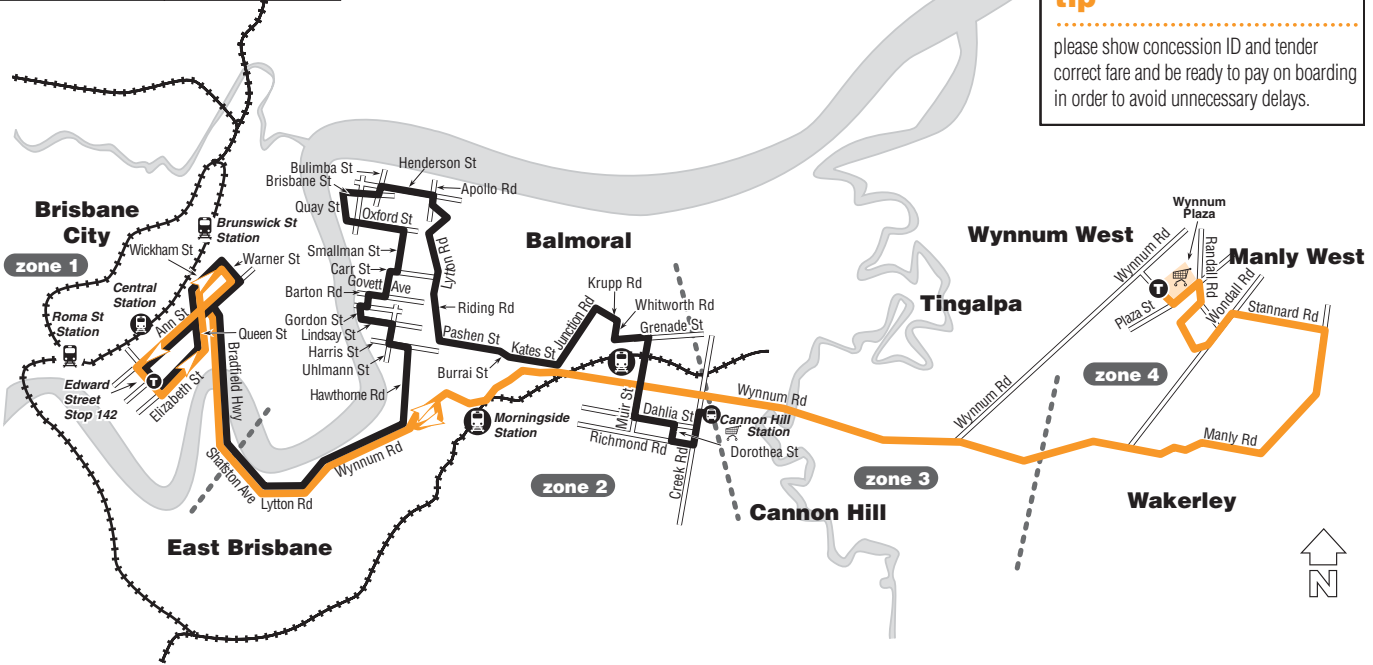 tip
please show concession ID and tender
correct fare and be ready to pay on boarding
in order to avoid unnecessary delays.
Bulimba St
Henderson St
Brisbane St
Apollo Rd
Quay St
Oxford St
Brisbane
City
zone 1
Brunswick St
Station
Wickham St
Warner St
Central
Station
Roma St
Station
Ann St
Queen St
Edward
Street
Stop 142
T
Elizabeth St
Bradfield Hwy
Smallman St
Carr St
Govett Ave
Barton Rd
Gordon St
Lindsay St
Harris St
Uhlmann St
Hawthorne Rd
Lytton Rd
Riding Rd
Pashen St
Burrai St
Kates St
Junction Rd
Balmoral
Krupp Rd
Whitworth Rd
Grenade St
Muir St
Dahlia St
Richmond Rd
Creek Rd
Cannon Hill
Station
Dorothea St
Morningside
Station
Wynnum Rd
Shafston Ave
Lytton Rd
East Brisbane
zone 2
Cannon Hill
zone 3
Wynnum Rd
Wynnum Rd
Tingalpa
Wynnum West
Wynnum
Plaza
Wynnum Rd
Randall Rd
Manly West
T
Plaza St
Wondall Rd
Stannard Rd
zone 4
Manly Rd
Wakerley
N